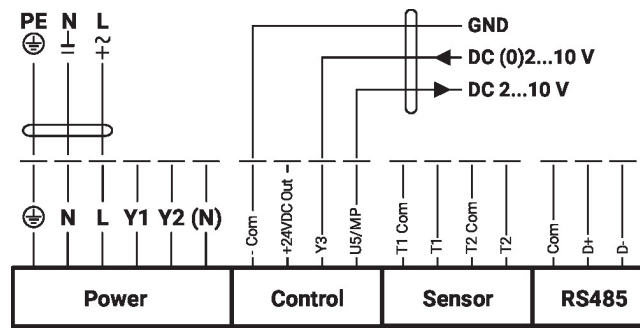 PE N L
GND
DC (0)2...10 V
DC 2...10 V
N L Y1 Y2 (N)
- Com
+24VDC Out
Y3
U5/MP
T1 Com
T1
T2 Com
T2
Com
D+
D-
Power
Control
Sensor
RS485